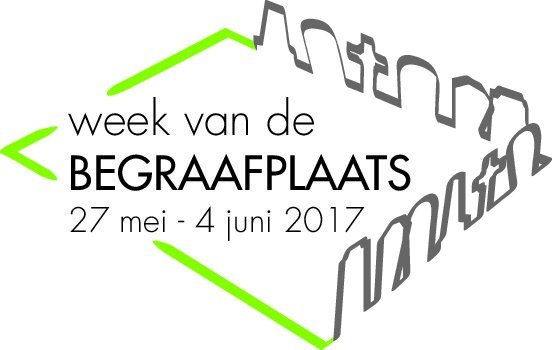 week van de
BEGRAAFPLAATS
27 mei - 4 juni 2017